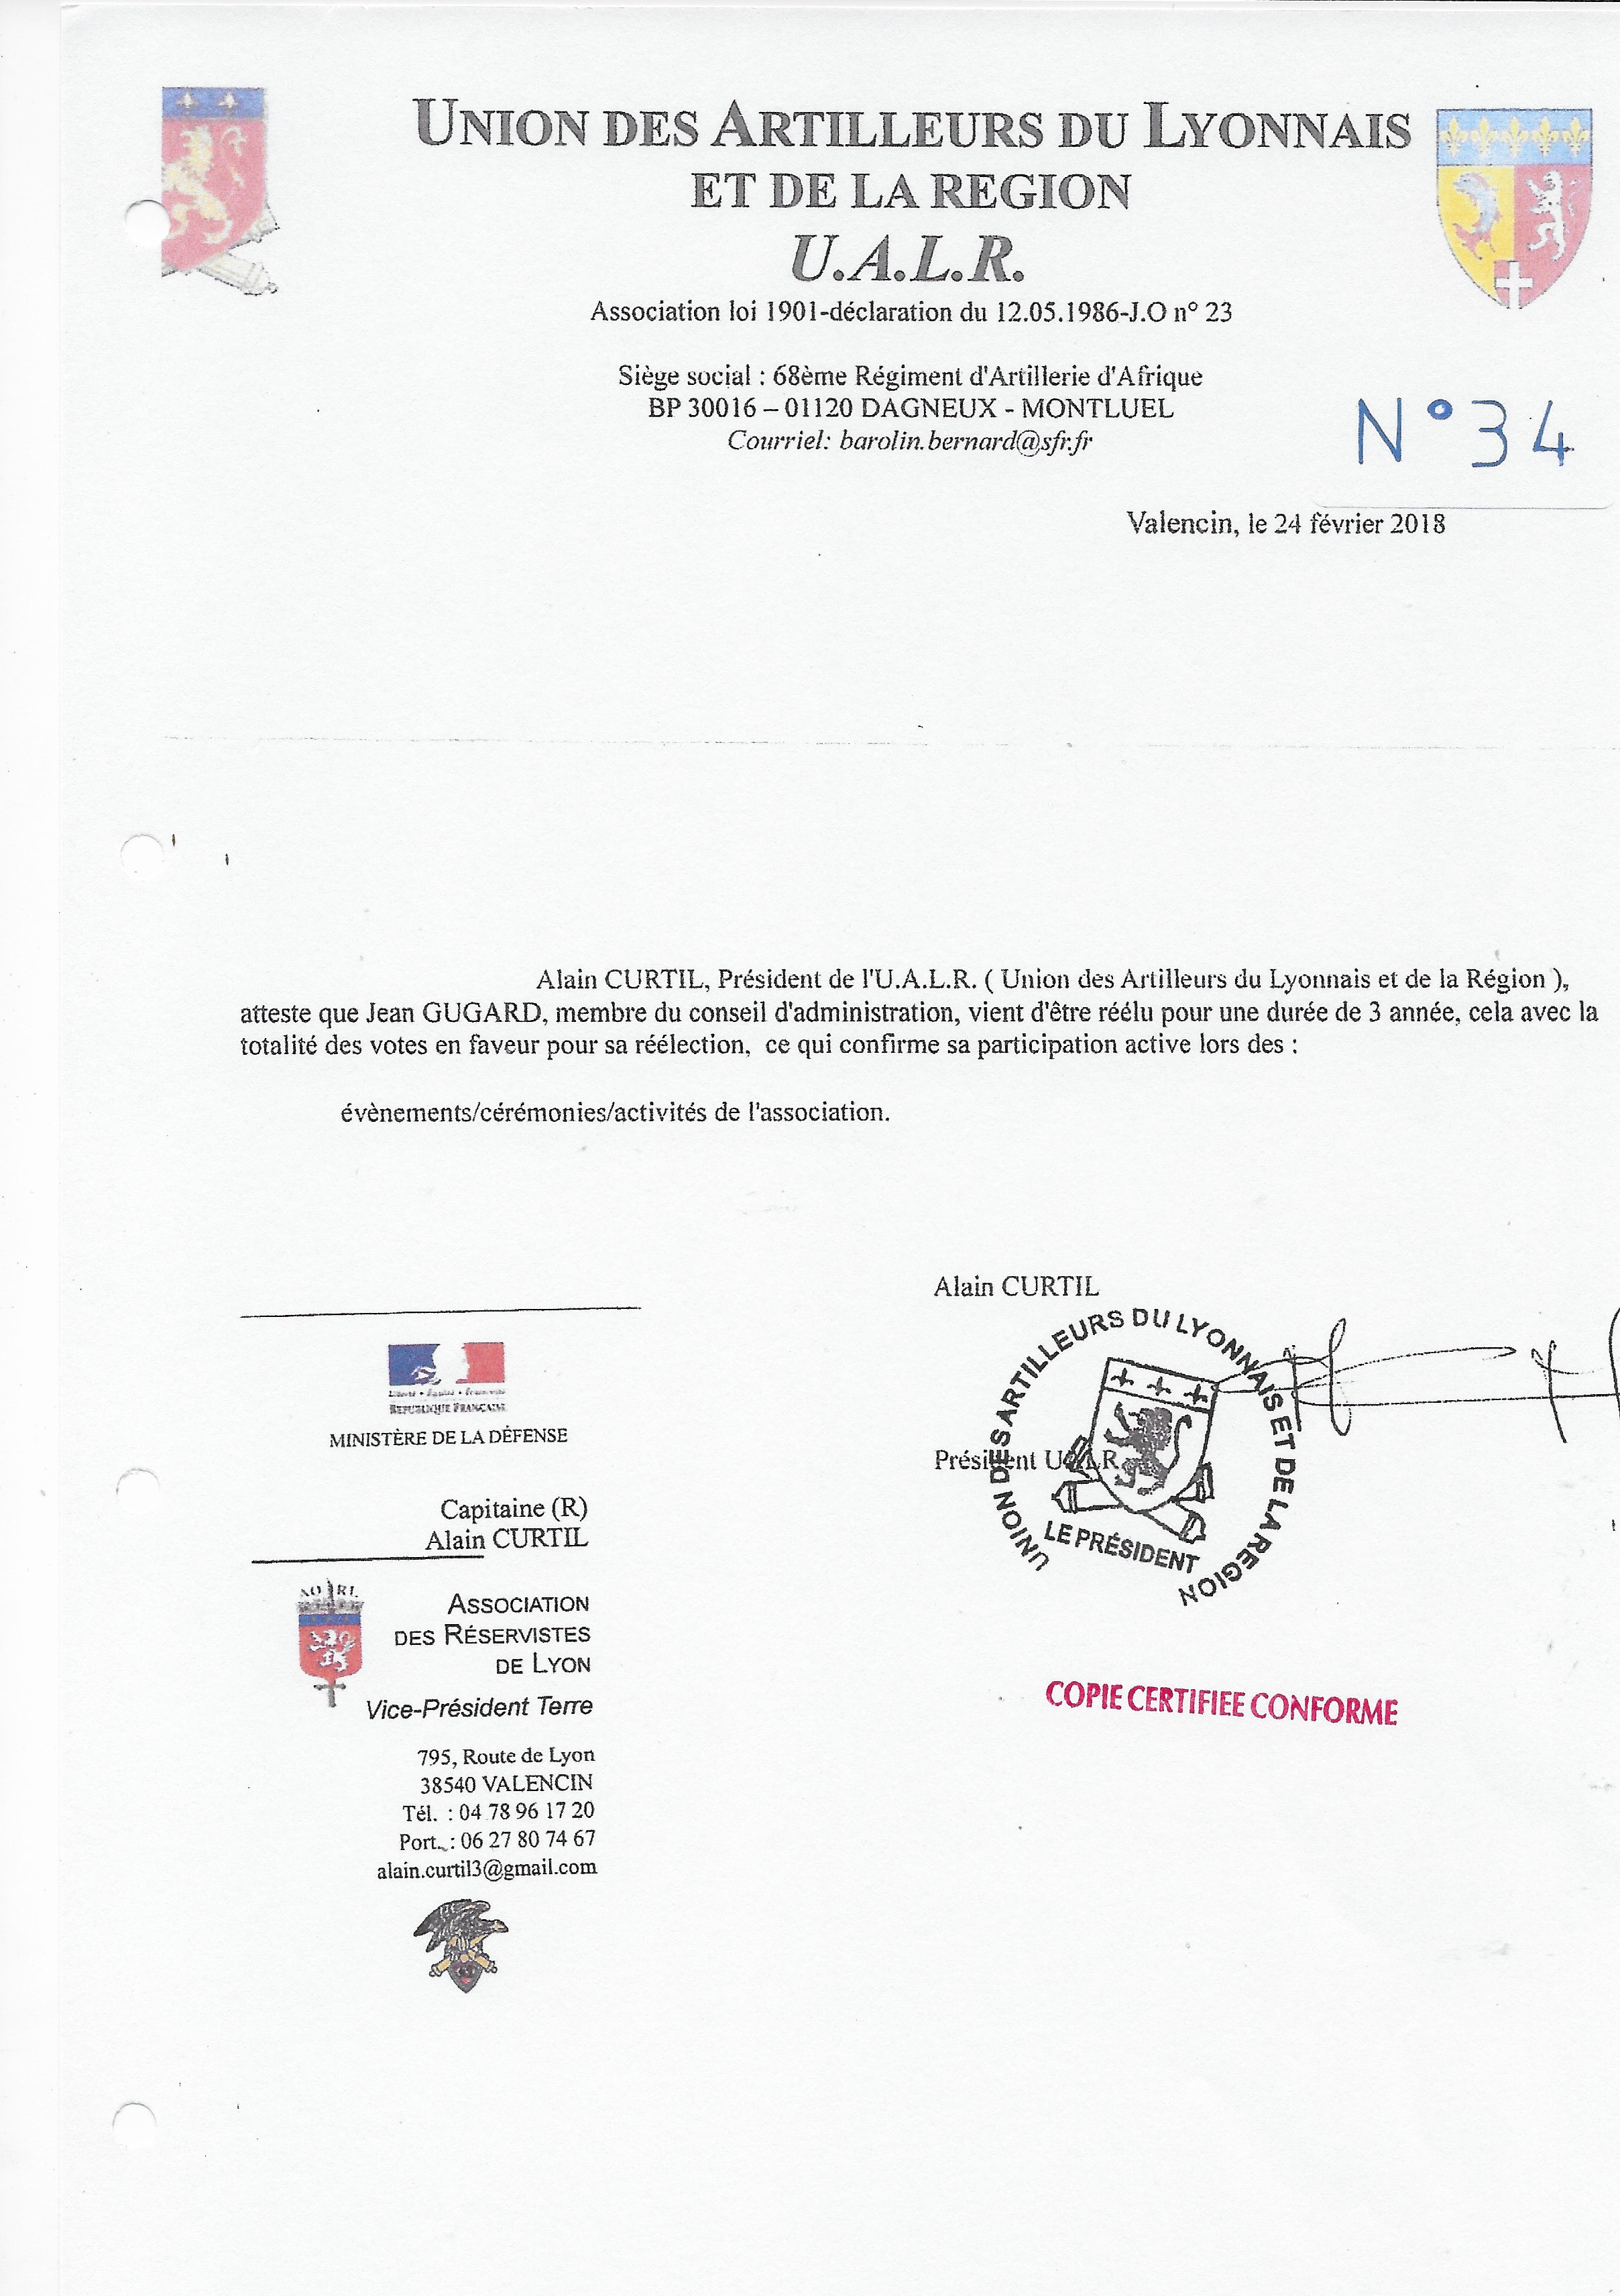 UNION DES ARTILLEURS DU LYONNAIS
ET DE LA REGION
U.A.L.R.
Association loi 1901-déclaration du 12.05.1986-J.O n° 23
Siège social : 68ème Régiment d'Artillerie d'Afrique
BP 30016 – 01120 DAGNEUX - MONTLUEL
Courriel: barolin.bernard@sfr.fr
N°34
Valencin, le 24 février 2018
Alain CURTIL, Président de l'U.A.L.R. ( Union des Artilleurs du Lyonnais et de la Région ),
atteste que Jean GUGARD, membre du conseil d'administration, vient d'être réélu pour une durée de 3 année, cela avec la
totalité des votes en faveur pour sa réélection, ce qui confirme sa participation active lors des :
évènements/cérémonies/activités de l'association.
Alain CURTIL
Président UALR
UNION DES ARTILLEURS DU LYONNAIS ET DE LA REGION
LE PRÉSIDENT
COPIE CERTIFIEE CONFORME
Liberté • Égalité • Fraternité
RÉPUBLIQUE FRANÇAISE
MINISTÈRE DE LA DÉFENSE
Capitaine (R)
Alain CURTIL
ASSOCIATION
DES RÉSERVISTES
DE LYON
Vice-Président Terre
795, Route de Lyon
38540 VALENCIN
Tél. : 04 78 96 17 20
Port. : 06 27 80 74 67
alain.curtil3@gmail.com